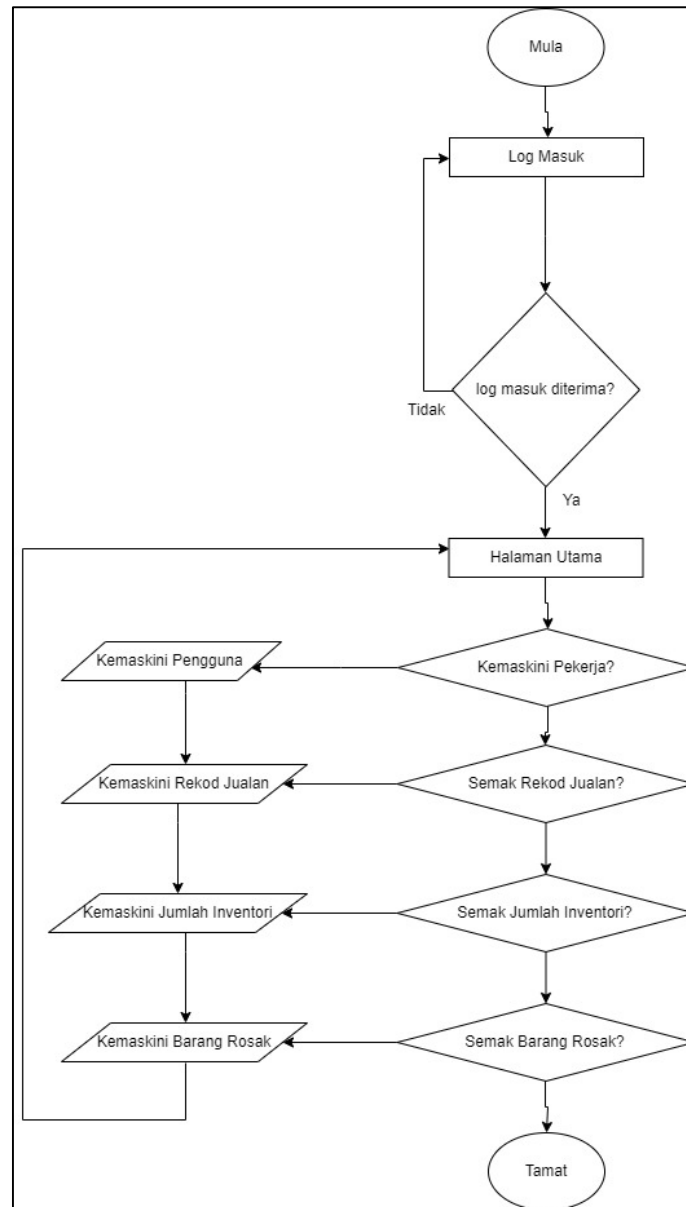 Mula
Log Masuk
log masuk diterima?
Tidak
Ya
Halaman Utama
Kemaskini Pengguna
Kemaskini Pekerja?
Kemaskini Rekod Jualan
Semak Rekod Jualan?
Kemaskini Jumlah Inventori
Semak Jumlah Inventori?
Kemaskini Barang Rosak
Semak Barang Rosak?
Tamat